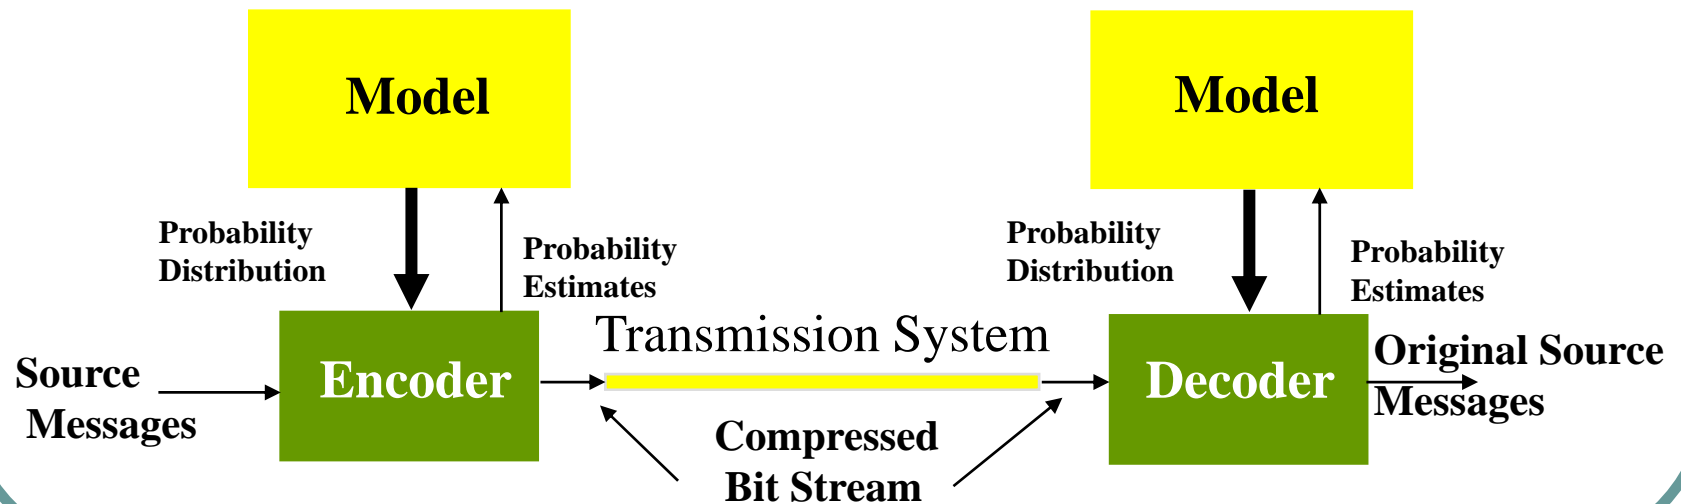 Model
Model
Probability
Distribution
Probability
Estimates
Probability
Distribution
Probability
Estimates
Transmission System
Source
Messages
Encoder
Decoder
Original Source
Messages
Compressed
Bit Stream